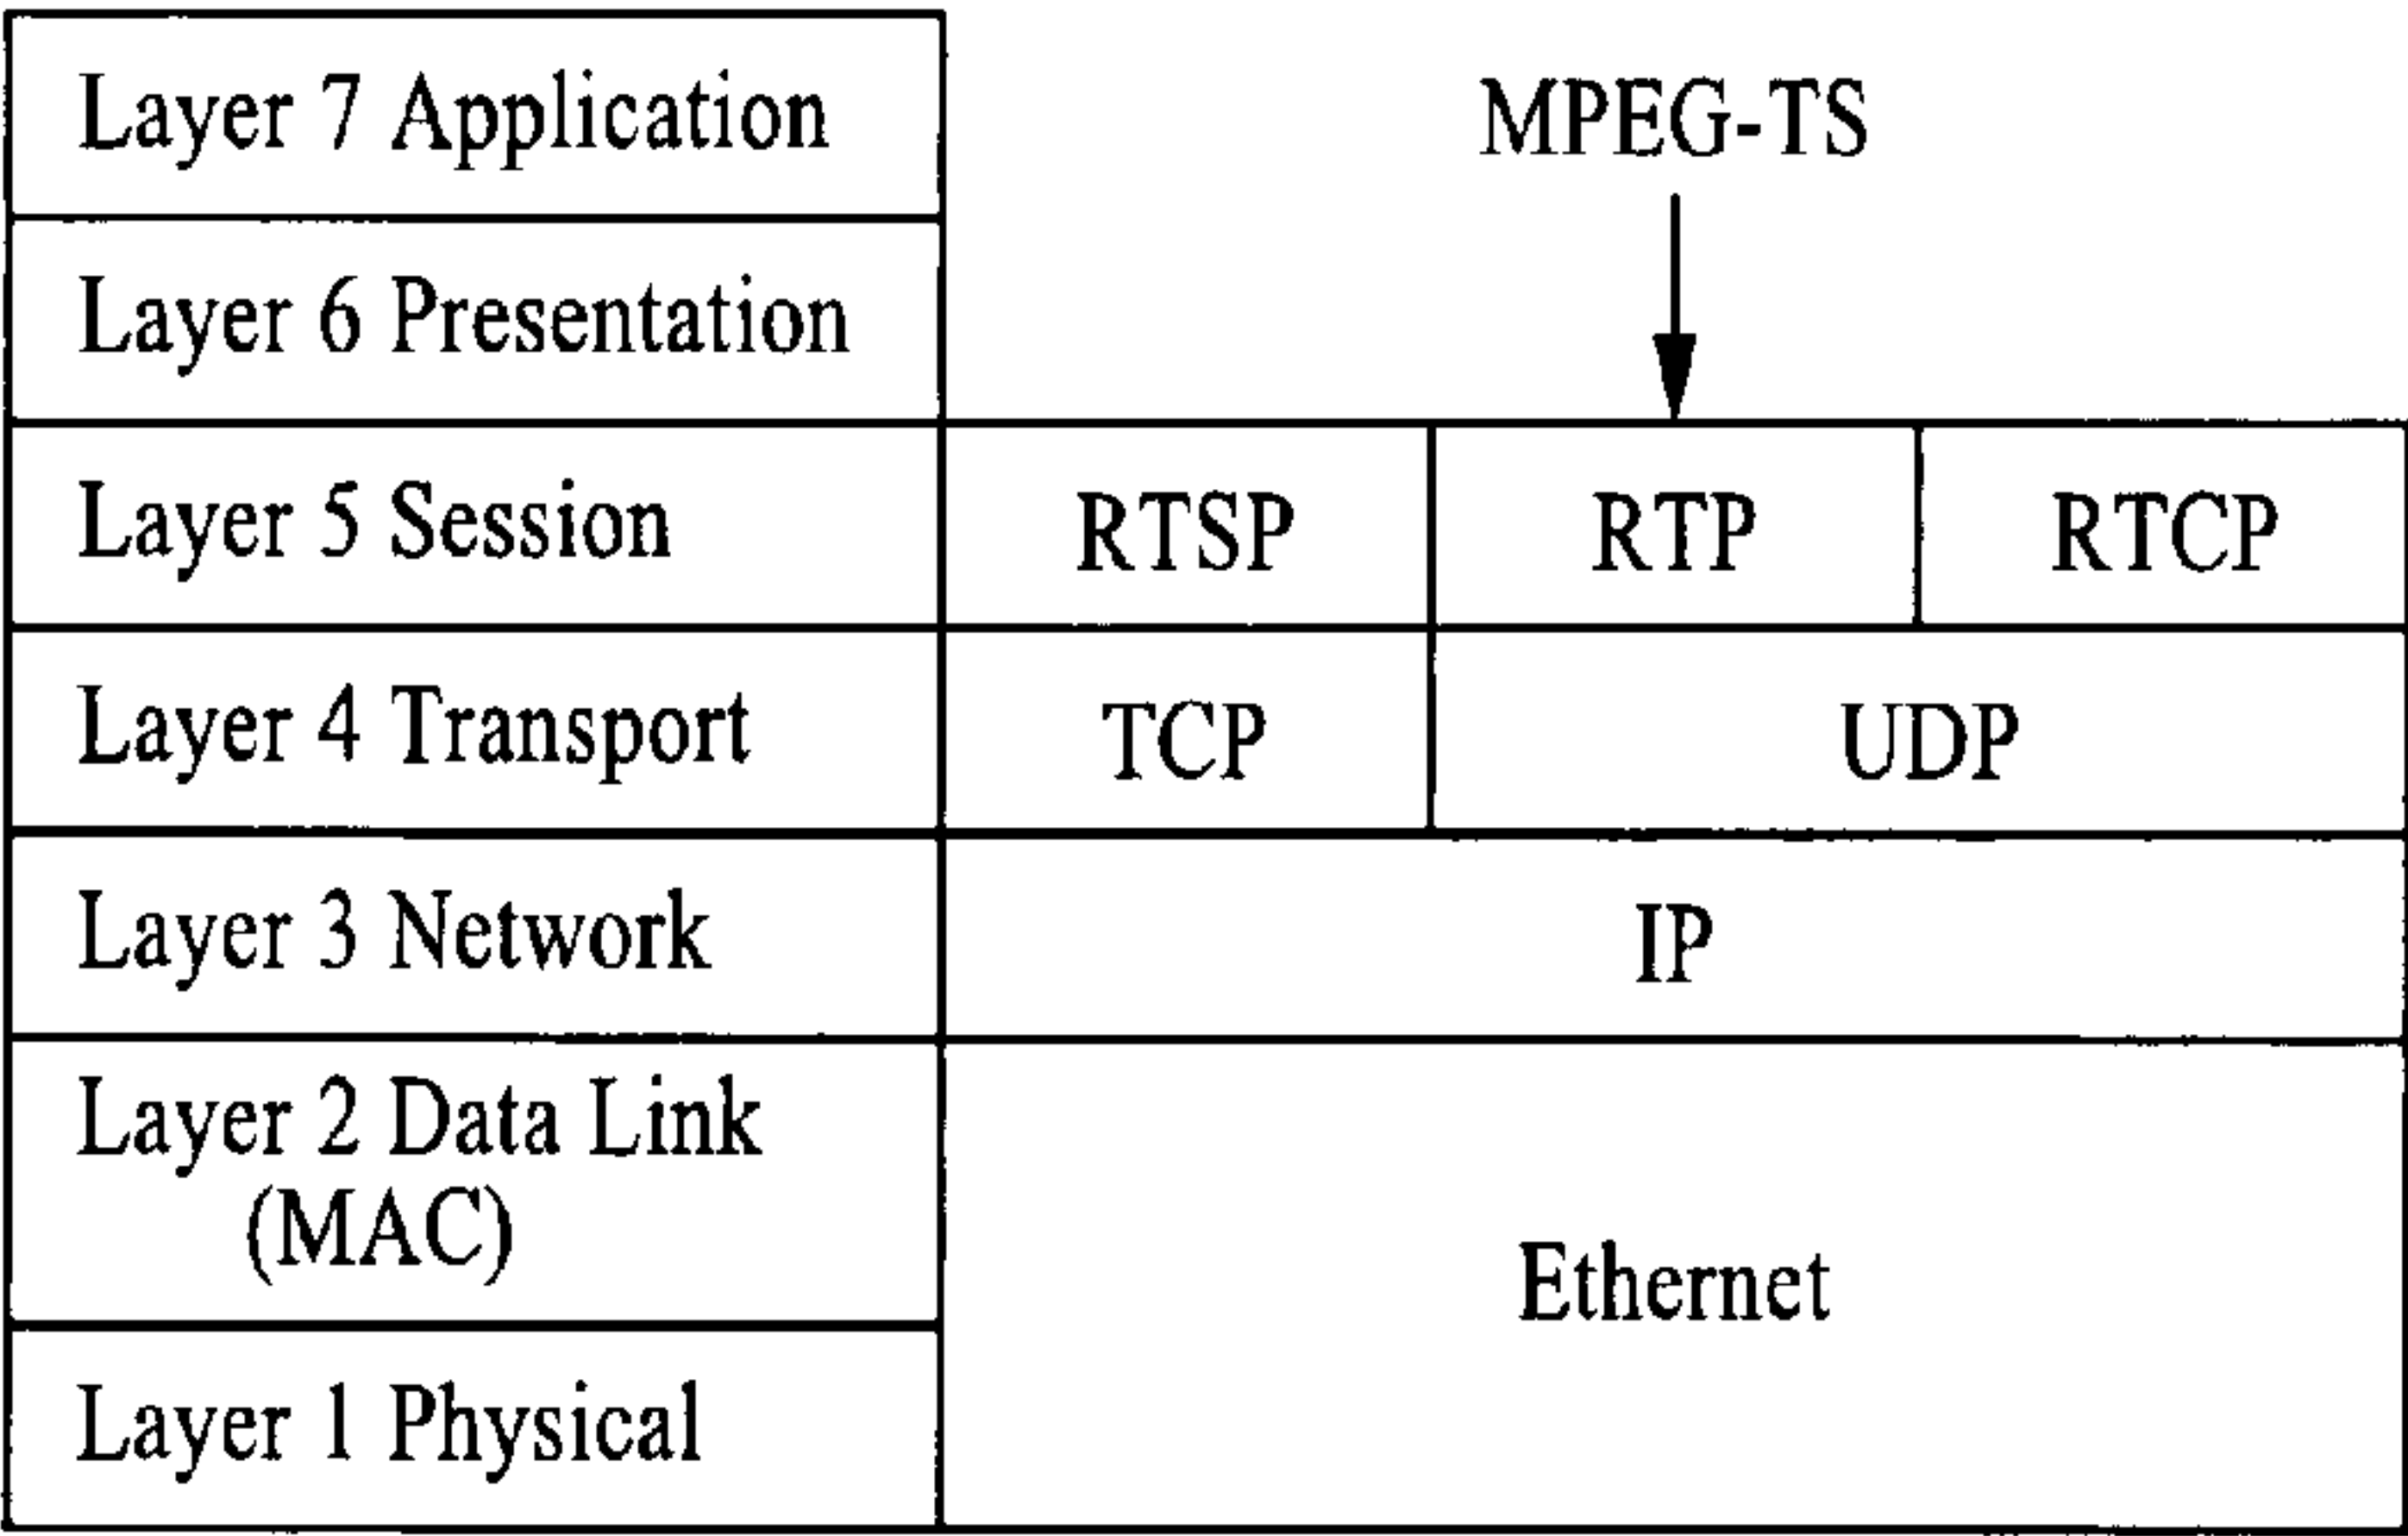 Layer 7 Application
MPEG-TS
Layer 6 Presentation
Layer 5 Session
RTSP
RTP
RTCP
Layer 4 Transport
TCP
UDP
Layer 3 Network
IP
Layer 2 Data Link
(MAC)
Ethernet
Layer 1 Physical